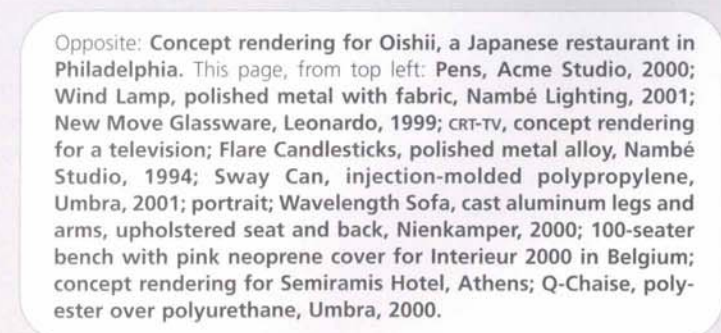 Opposite: Concept rendering for Oishii, a Japanese restaurant in
Philadelphia. This page, from top left: Pens, Acme Studio, 2000;
Wind Lamp, polished metal with fabric, Nambé Lighting, 2001;
New Move Glassware, Leonardo, 1999; CRT-TV, concept rendering
for a television; Flare Candlesticks, polished metal alloy, Nambé
Studio, 1994; Sway Can, injection-molded polypropylene,
Umbra, 2001; portrait; Wavelength Sofa, cast aluminum legs and
arms, upholstered seat and back, Nienkamper, 2000; 100-seater
bench with pink neoprene cover for Interieur 2000 in Belgium;
concept rendering for Semiramis Hotel, Athens; Q-Chaise, poly-
ester over polyurethane, Umbra, 2000.